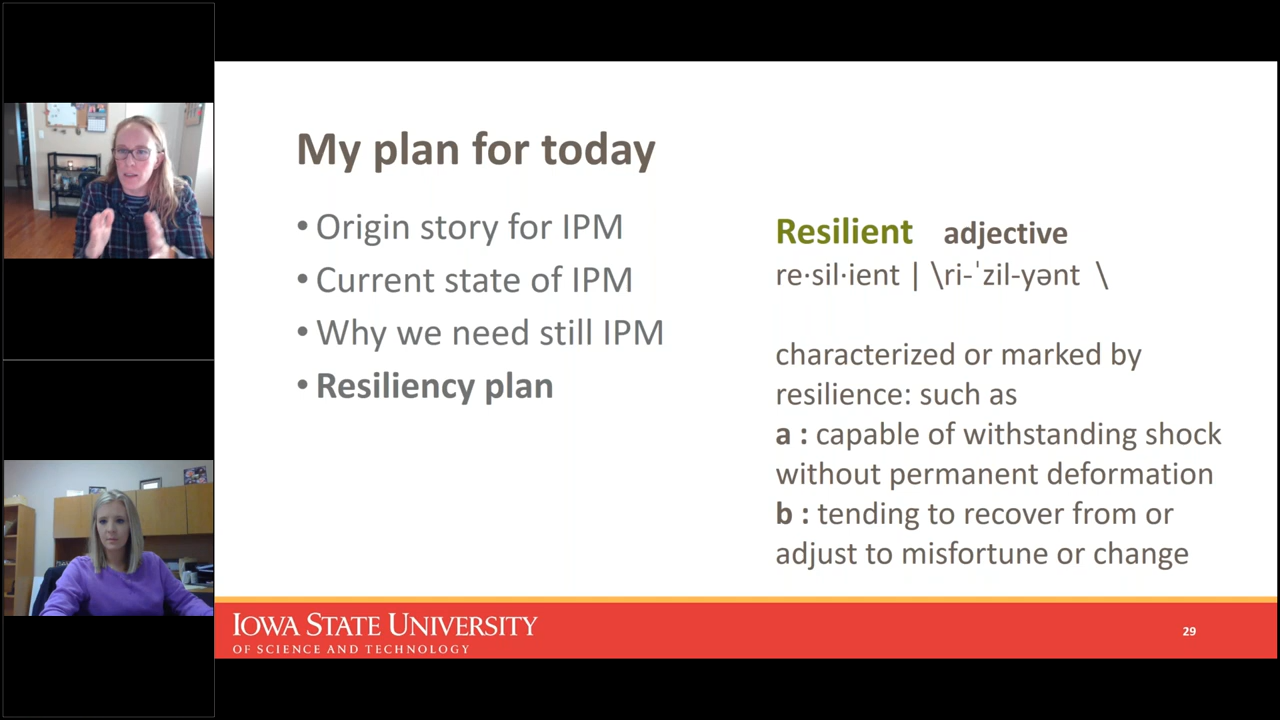 My plan for today
• Origin story for IPM
• Current state of IPM
• Why we need still IPM
• Resiliency plan
Resilient adjective
re·sil·ient | \ri-ˈzil-yənt \
characterized or marked by
resilience: such as
a : capable of withstanding shock
without permanent deformation
b : tending to recover from or
adjust to misfortune or change
IOWA STATE UNIVERSITY
OF SCIENCE AND TECHNOLOGY
29